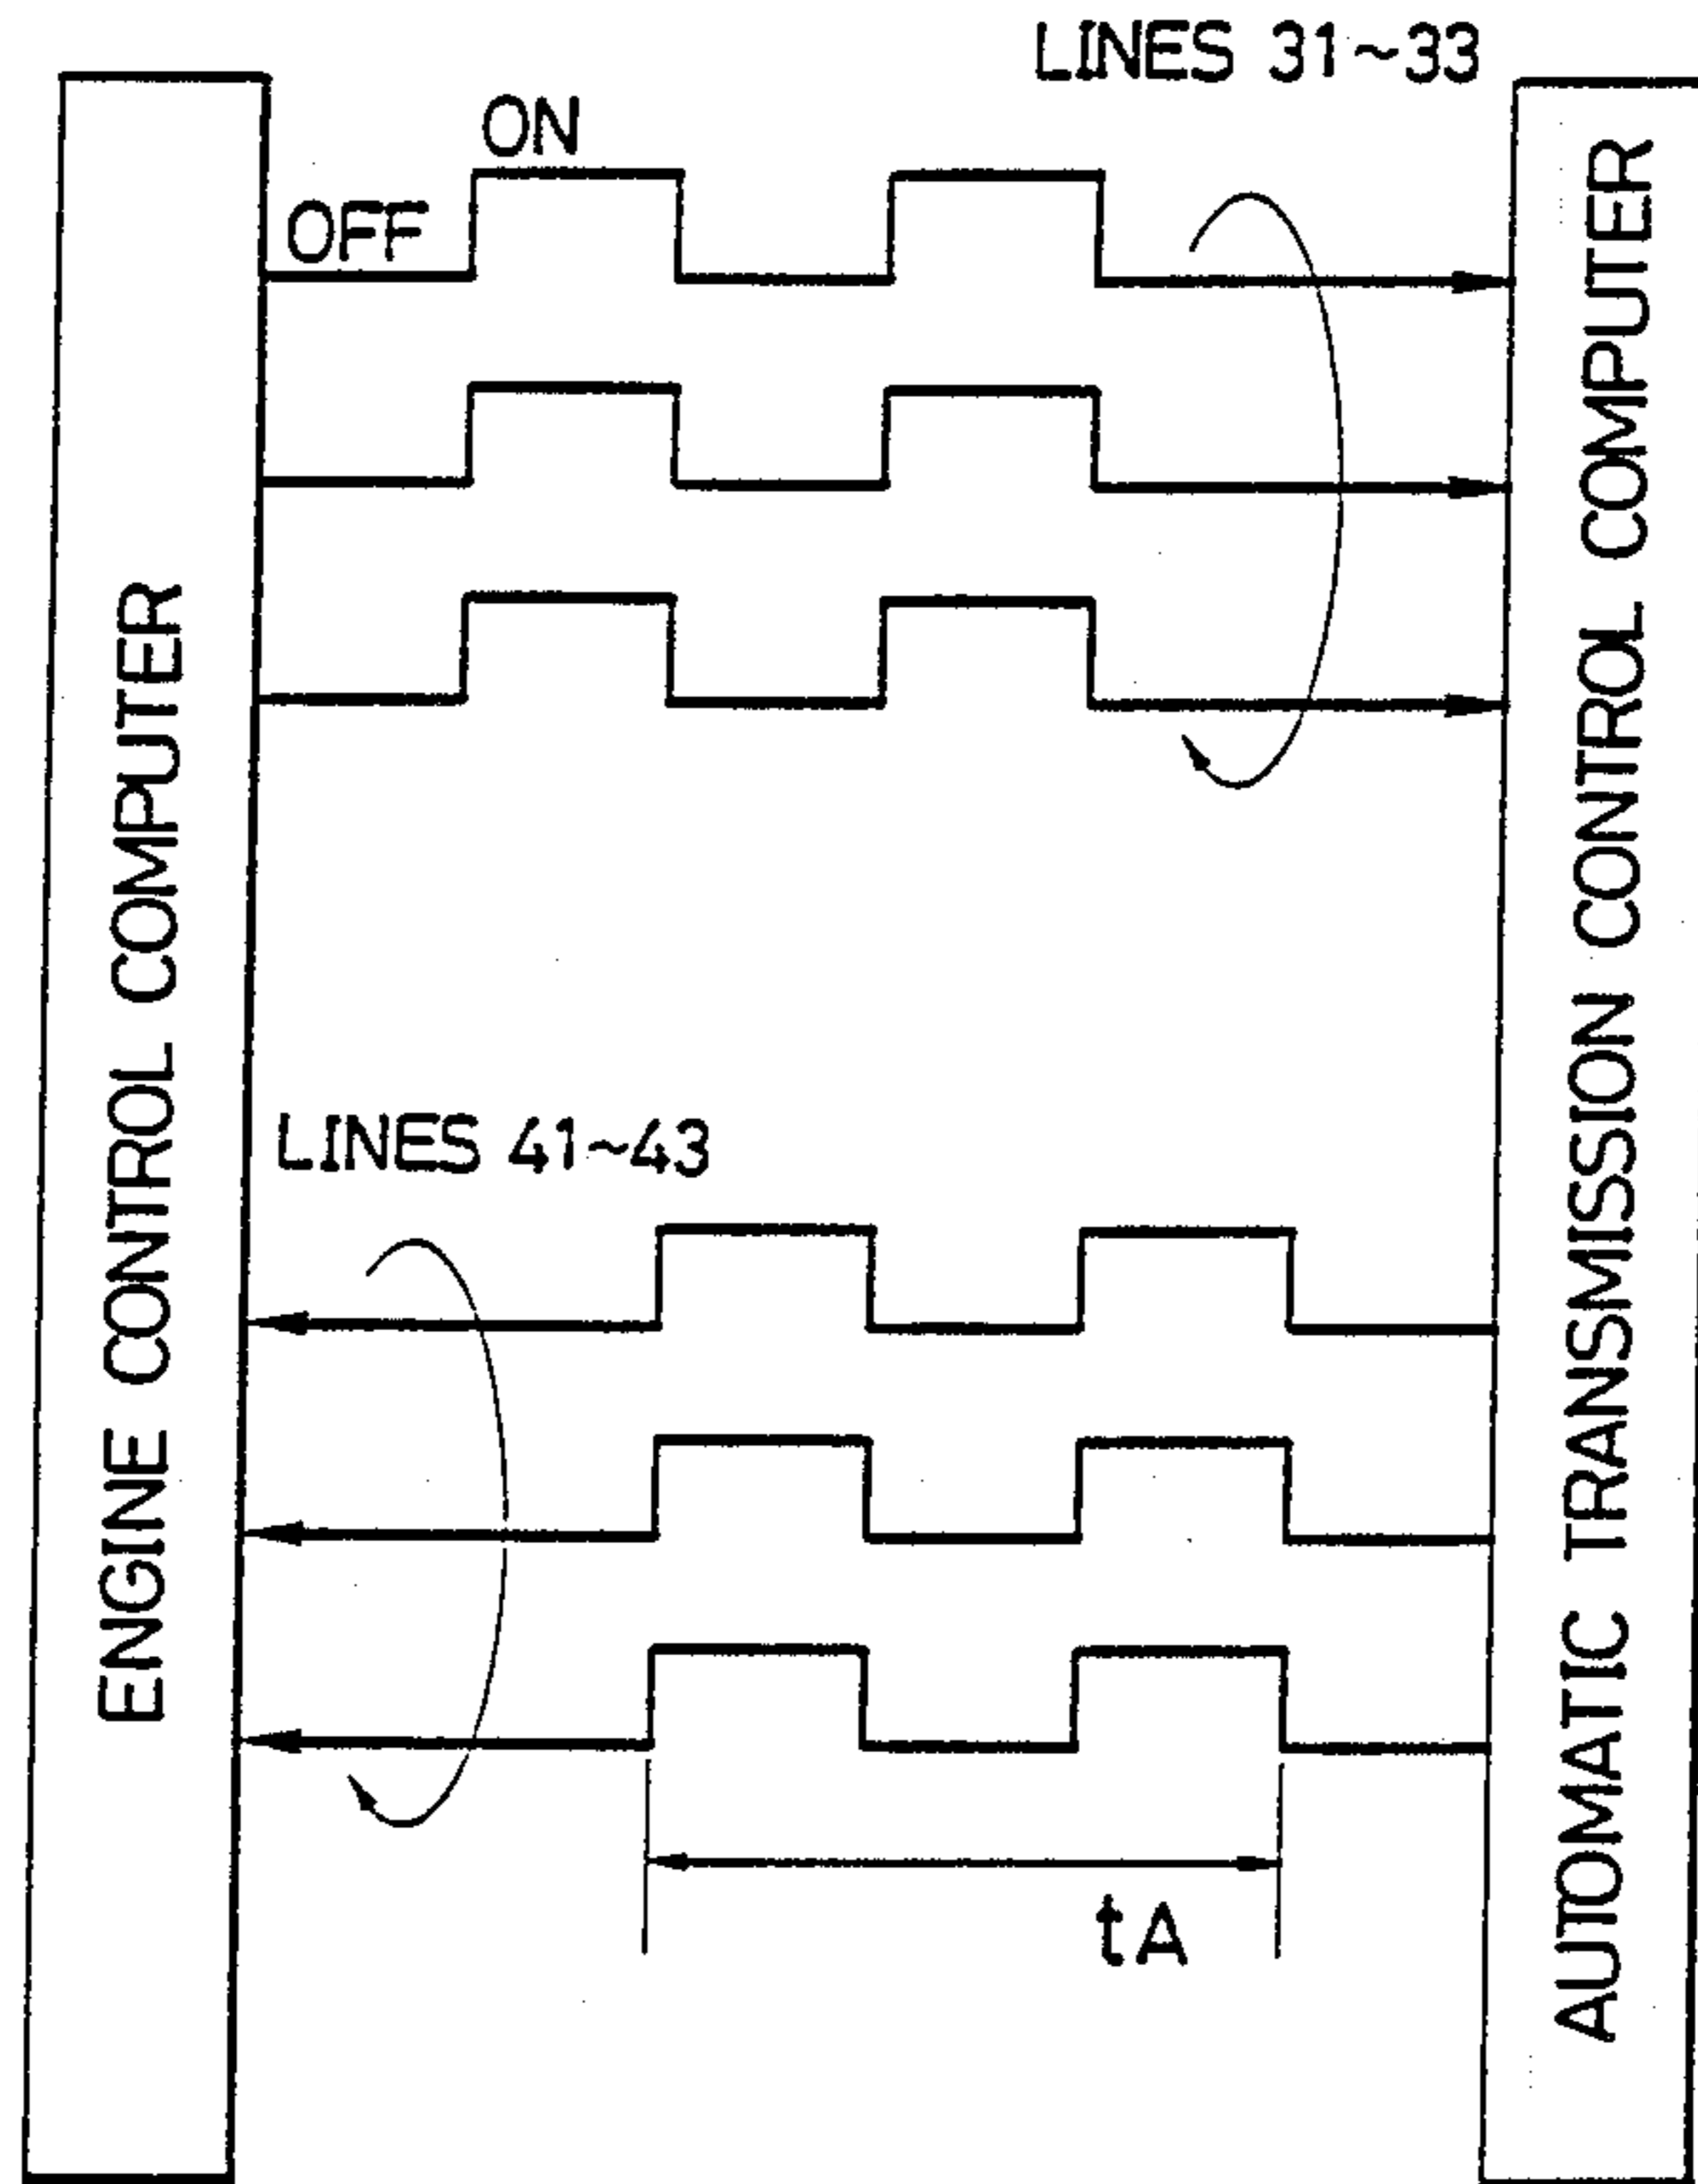 LINES 31~33
ON
OFF
ENGINE CONTROL COMPUTER
AUTOMATIC TRANSMISSION CONTROL COMPUTER
LINES 41~43
tA